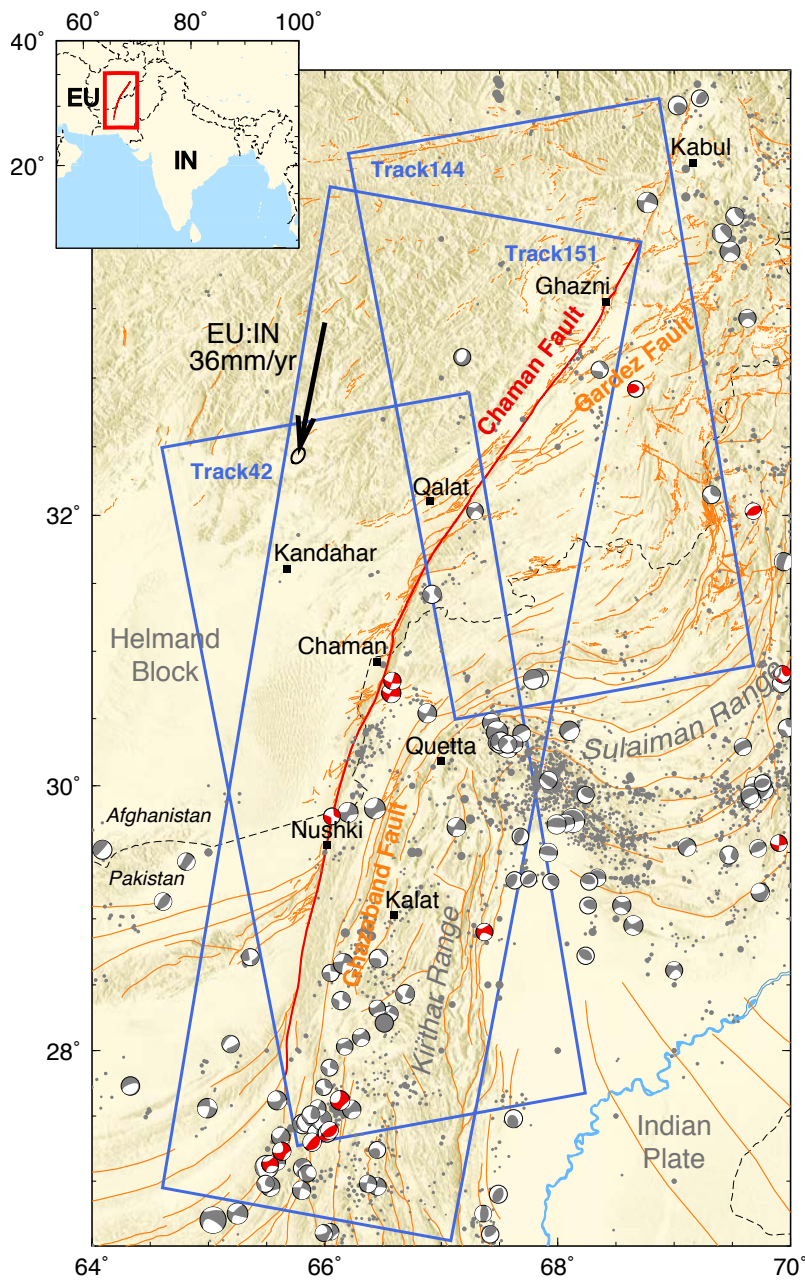 60˚ 80˚ 100˚
40˚
20˚
EU
IN
Kabul
Track144
Track151
Ghazni
EU:IN
36mm/yr
Chaman Fault
Gardez Fault
Track42
Qalat
32˚
Kandahar
Helmand
Block
Chaman
Sulaiman Range
Quetta
30˚
Afghanistan
Nushki
Pakistan
Ghazaband Fault
Kalat
Kirthar Range
28˚
Indian
Plate
64˚ 66˚ 68˚ 70˚